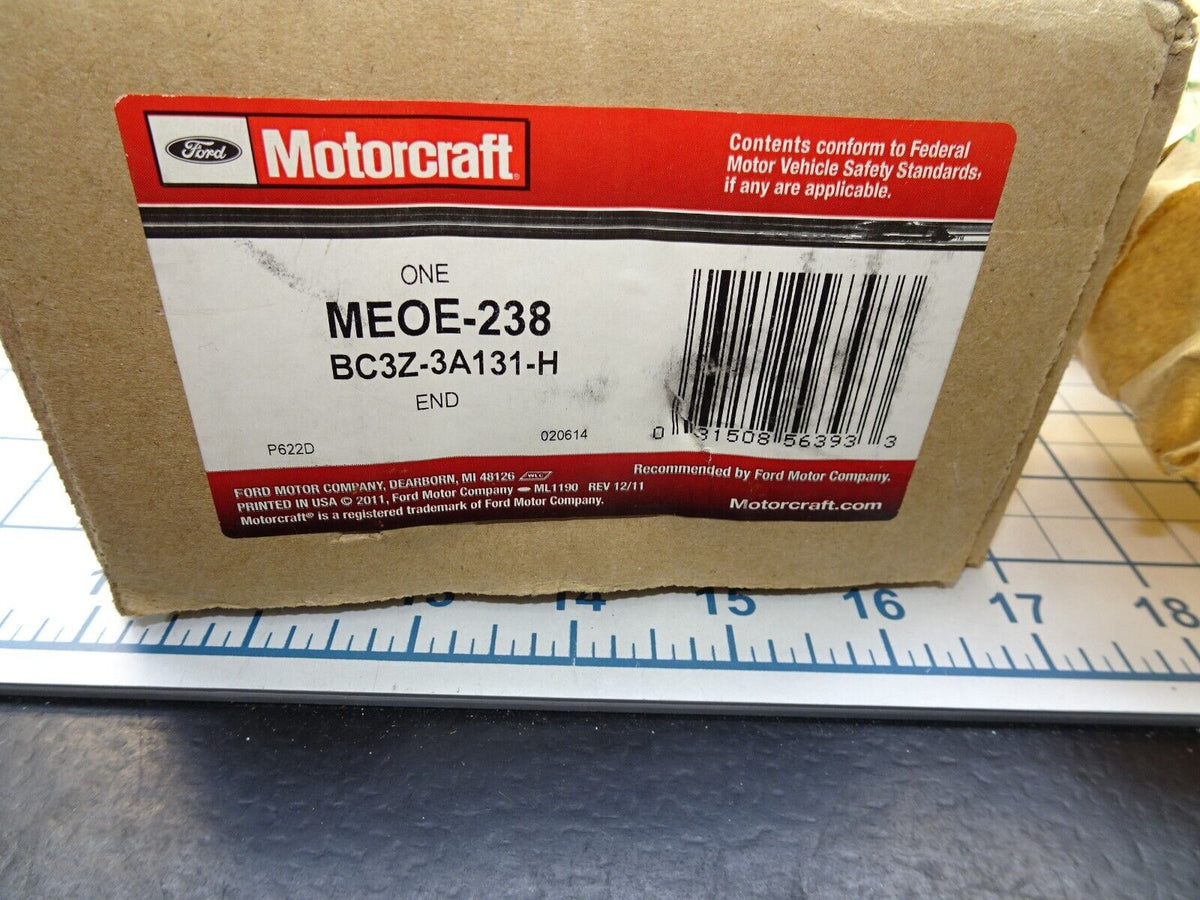 Ford Motorcraft®
Contents conform to Federal
Motor Vehicle Safety Standards,
if any are applicable.
™
ONE
MEOE-238
BC3Z-3A131-H
END
P622D
020614
0 31508 56393 3
FORD MOTOR COMPANY, DEARBORN, MI 48126 WLC
PRINTED IN USA © 2011, Ford Motor Company ML1190 REV 12/11
Motorcraft® is a registered trademark of Ford Motor Company.
Recommended by Ford Motor Company.
Motorcraft.com
14 15 16 17 18